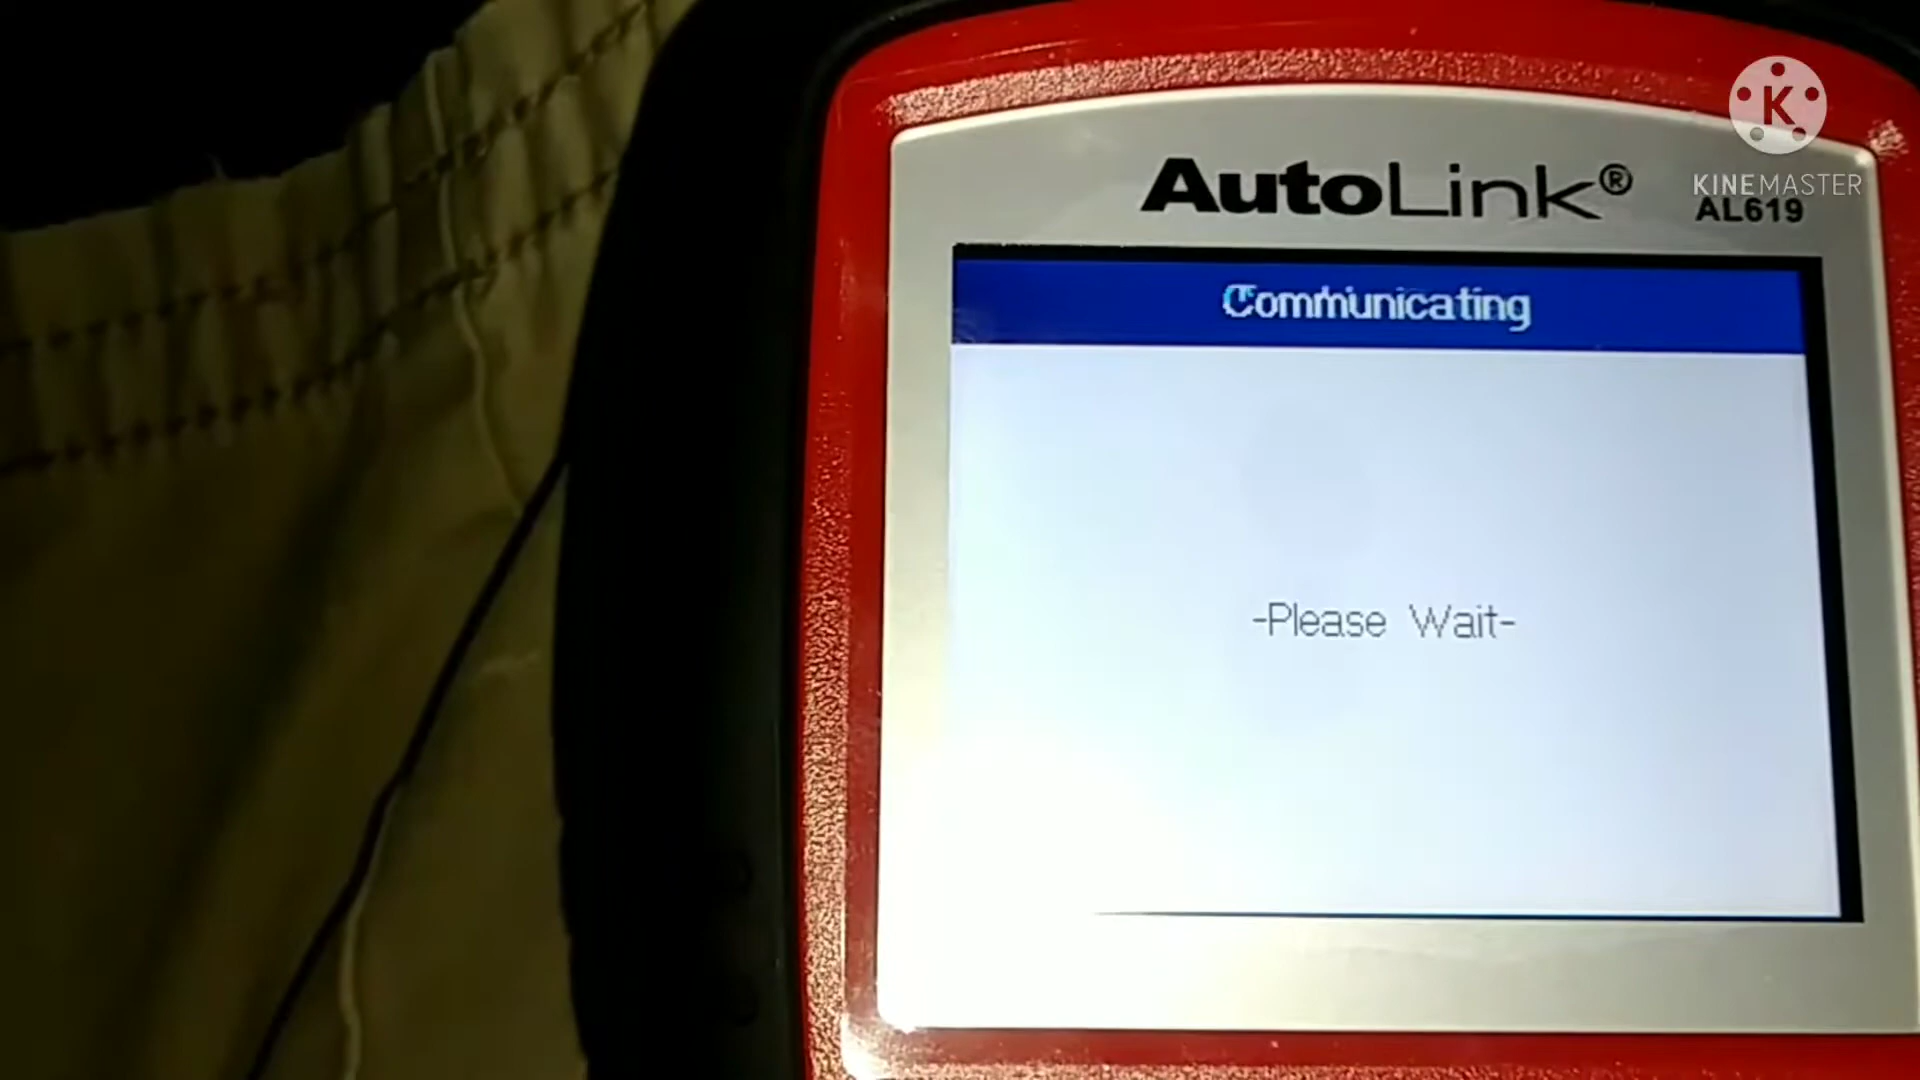 K
KINEMASTER
AutoLink®
AL619
Communicating
-Please Wait-